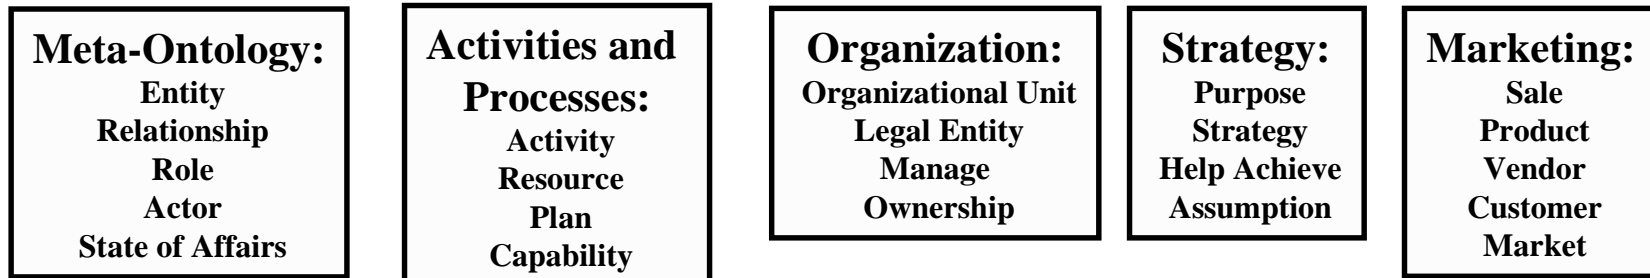 Meta-Ontology:
Entity
Relationship
Role
Actor
State of Affairs
Activities and
Processes:
Activity
Resource
Plan
Capability
Organization:
Organizational Unit
Legal Entity
Manage
Ownership
Strategy:
Purpose
Strategy
Help Achieve
Assumption
Marketing:
Sale
Product
Vendor
Customer
Market